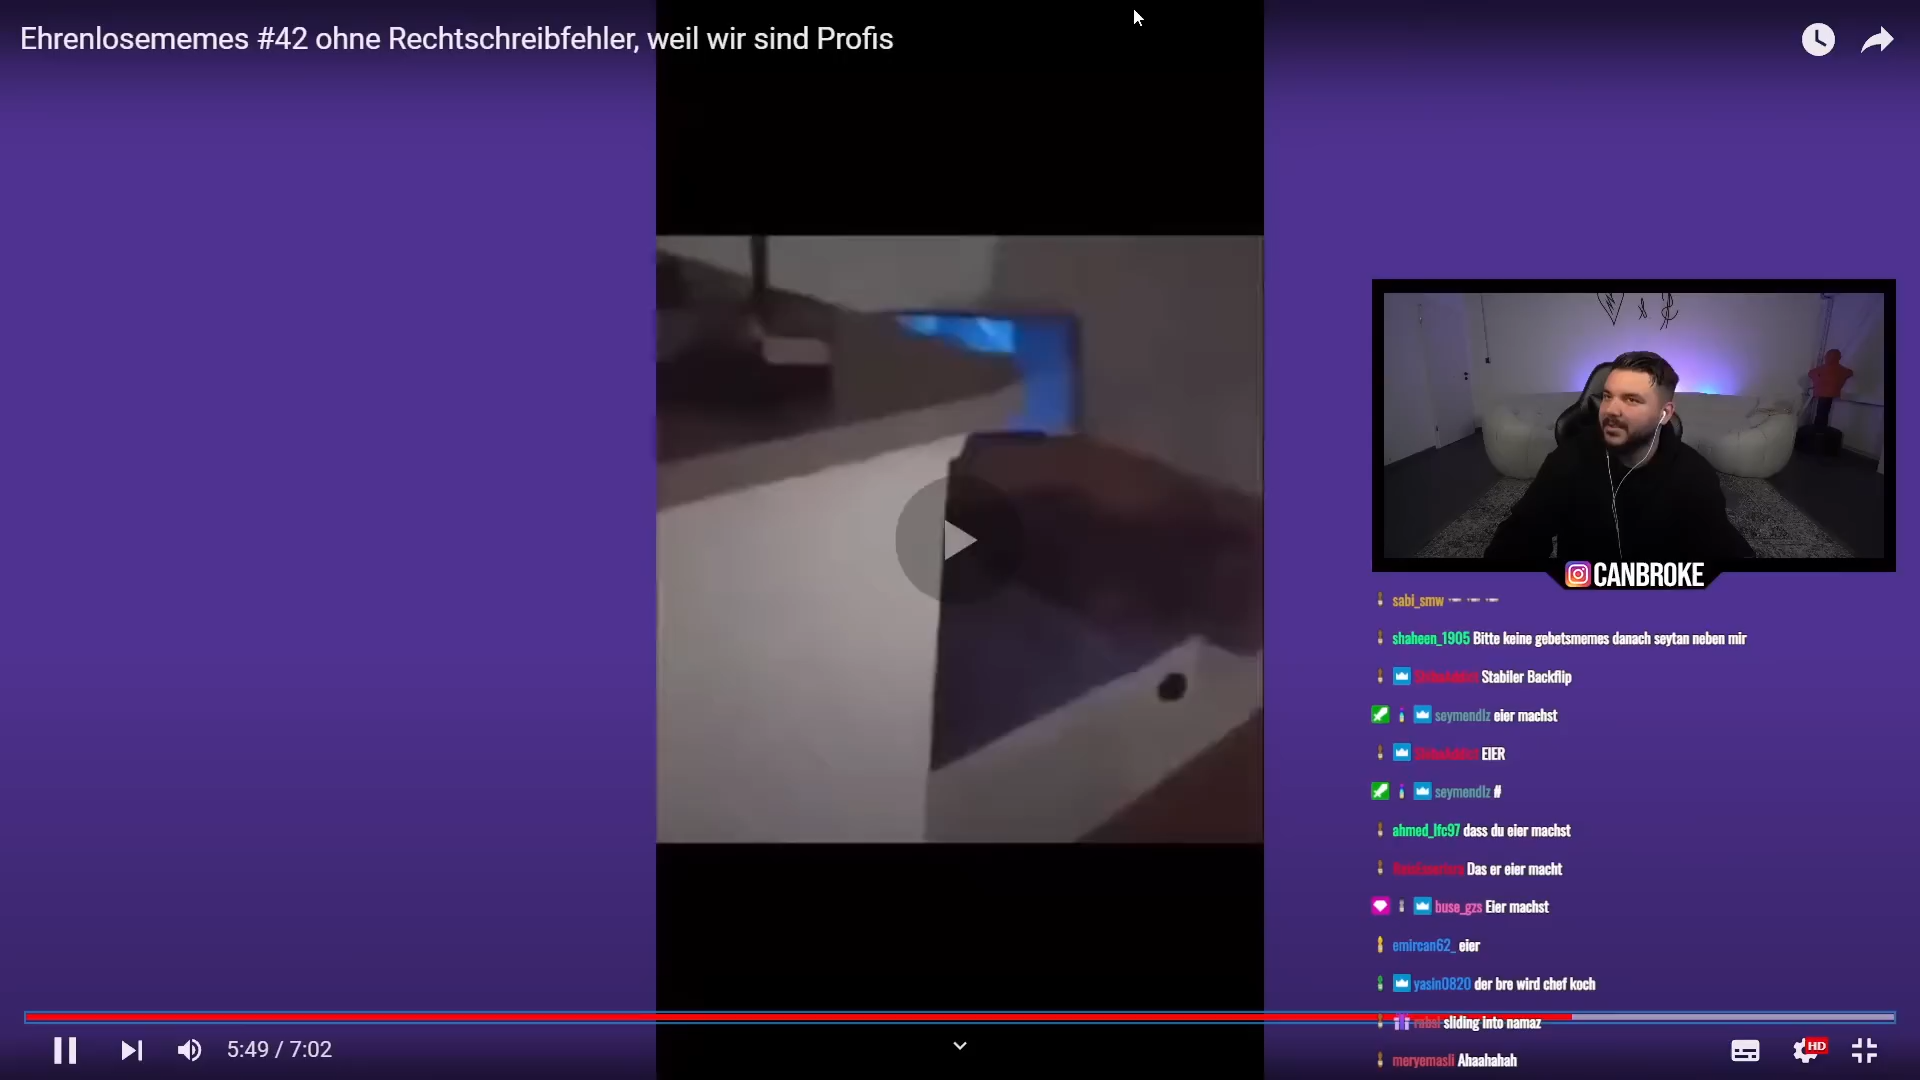 Ehrenlosememes #42 ohne Rechtschreibfehler, weil wir sind Profis
CANBROKE
sabi_smw
shaheen_1905 Bitte keine gebetsmemes danach seytan neben mir
Stabiler Backflip
seymendlz eier machst
EIER
seymendlz #
ahmed_lfc97 dass du eier machst
Das er eier macht
buse_gzs Eier machst
emircan62_ eier
yasin0820 der bre wird chef koch
sliding into namaz
meryemasli Ahaahahah
5:49 / 7:02
HD